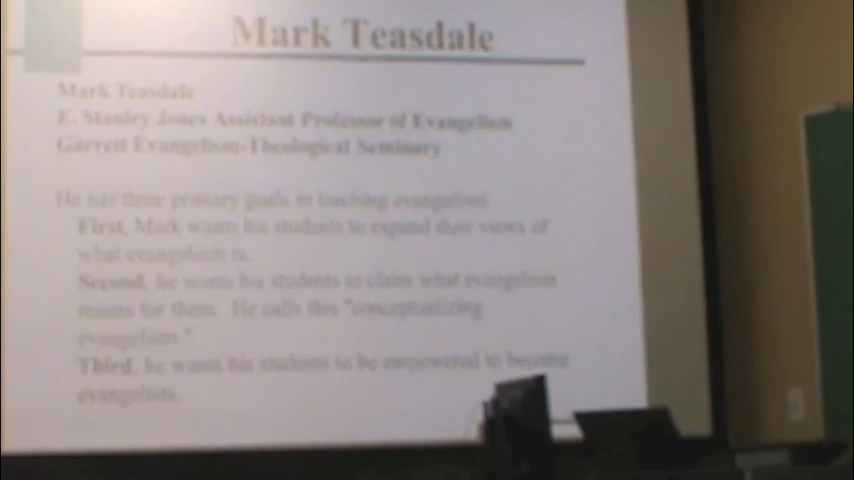 Mark Teasdale
Mark Teasdale
E. Stanley Jones Assistant Professor of Evangelism
Garrett Evangelism-Theological Seminary
He has three primary goals in teaching evangelism:
First, Mark wants his students to expand their views of
what evangelism is.
Second, he wants his students to claim what evangelism
means for them. He calls this "conceptualizing
evangelism."
Third, he wants his students to be empowered to become
evangelists.